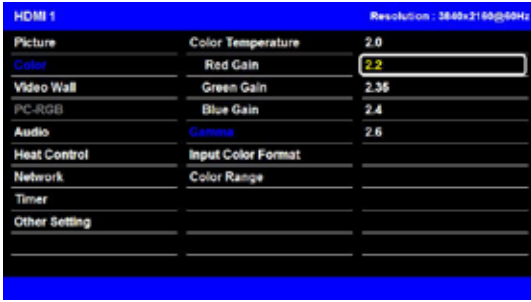 HDMI 1
Resolution : 3840x2160@60Hz
Picture
Color
Video Wall
PC-RGB
Audio
Heat Control
Network
Timer
Other Setting
Color Temperature
Red Gain
Green Gain
Blue Gain
Gamma
Input Color Format
Color Range
2.0
2.2
2.35
2.4
2.6